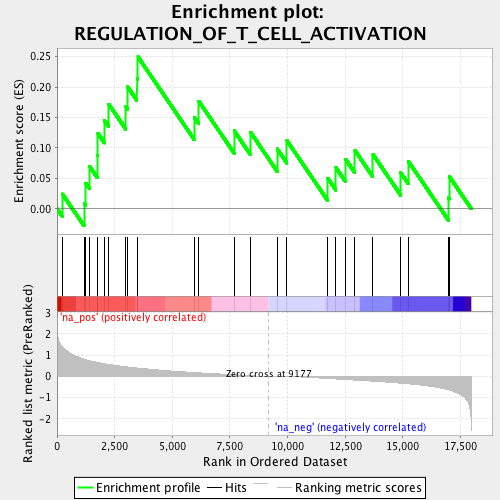 Enrichment plot:
REGULATION_OF_T_CELL_ACTIVATION
Enrichment score (ES)
0.25
0.20
0.15
0.10
0.05
0.00
Ranked list metric (PreRanked)
'na_pos' (positively correlated)
3
2
1
0
-1
-2
Zero cross at 9177
'na_neg' (negatively correlated)
0
2,500
5,000
7,500
10,000
12,500
15,000
17,500
Rank in Ordered Dataset
Enrichment profile
Hits
Ranking metric scores